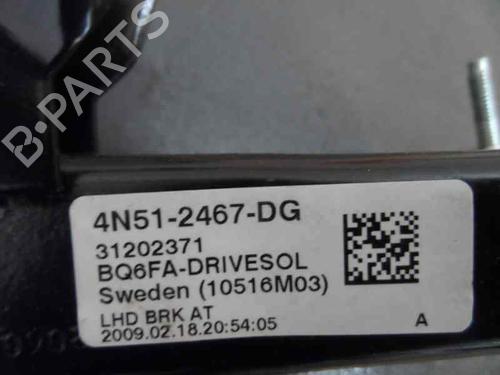 B-PARTS
4N51-2467-DG
31202371
BQ6FA-DRIVESOL
Sweden (10516M03)
LHD BRK AT
2009.02.18.20:54:05 A